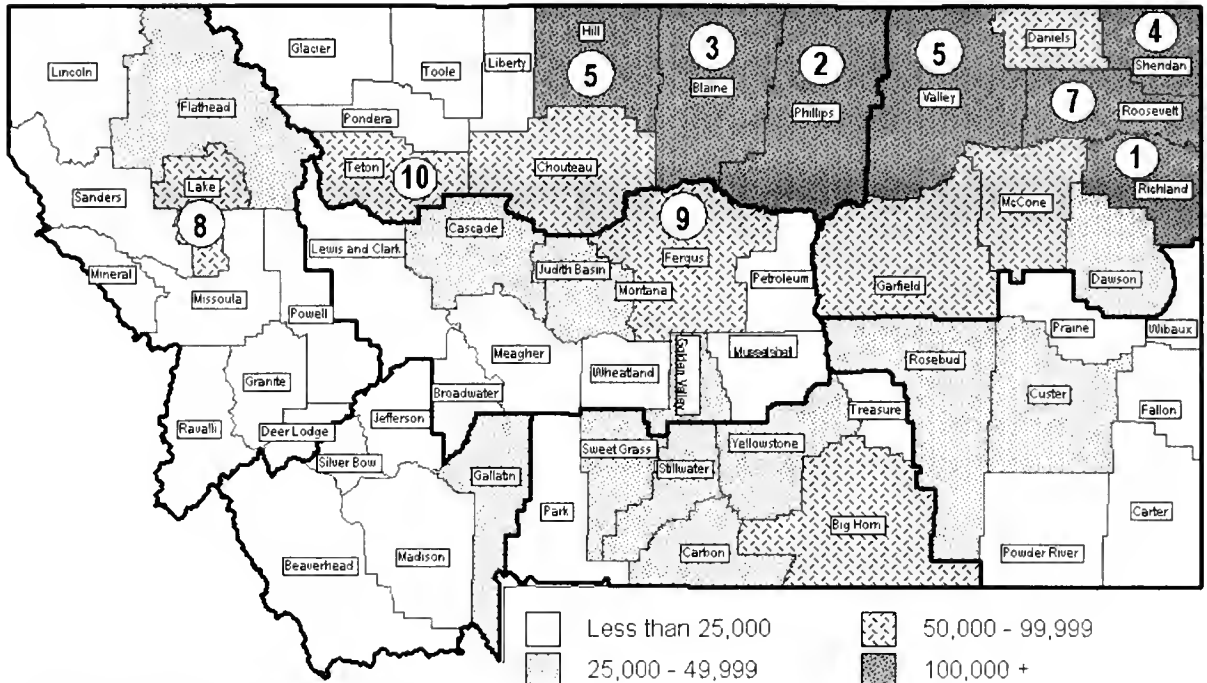 Hill
Glacier
Daniels
4
Lincoln
Toole
Liberty
5
3
Blaine
2
Phillips
5
Valley
Sheridan
7
Roosevelt
Flathead
Pondera
Teton
10
Chouteau
1
Richland
Lake
Sanders
8
McCone
9
Fergus
Cascade
Lewis and Clark
Judith Basin
Montana
Petroleum
Garfield
Dawson
Mineral
Missoula
Powell
Prairie
Wibaux
Meagher
Wheatland
Golden Valley
Musselshell
Rosebud
Custer
Granite
Broadwater
Treasure
Fallon
Ravalli
Deer Lodge
Jefferson
Silver Bow
Sweet Grass
Yellowstone
Gallatin
Stillwater
Park
Big Horn
Carter
Beaverhead
Madison
Carbon
Powder River
Less than 25,000
50,000 - 99,999
25,000 - 49,999
100,000 +